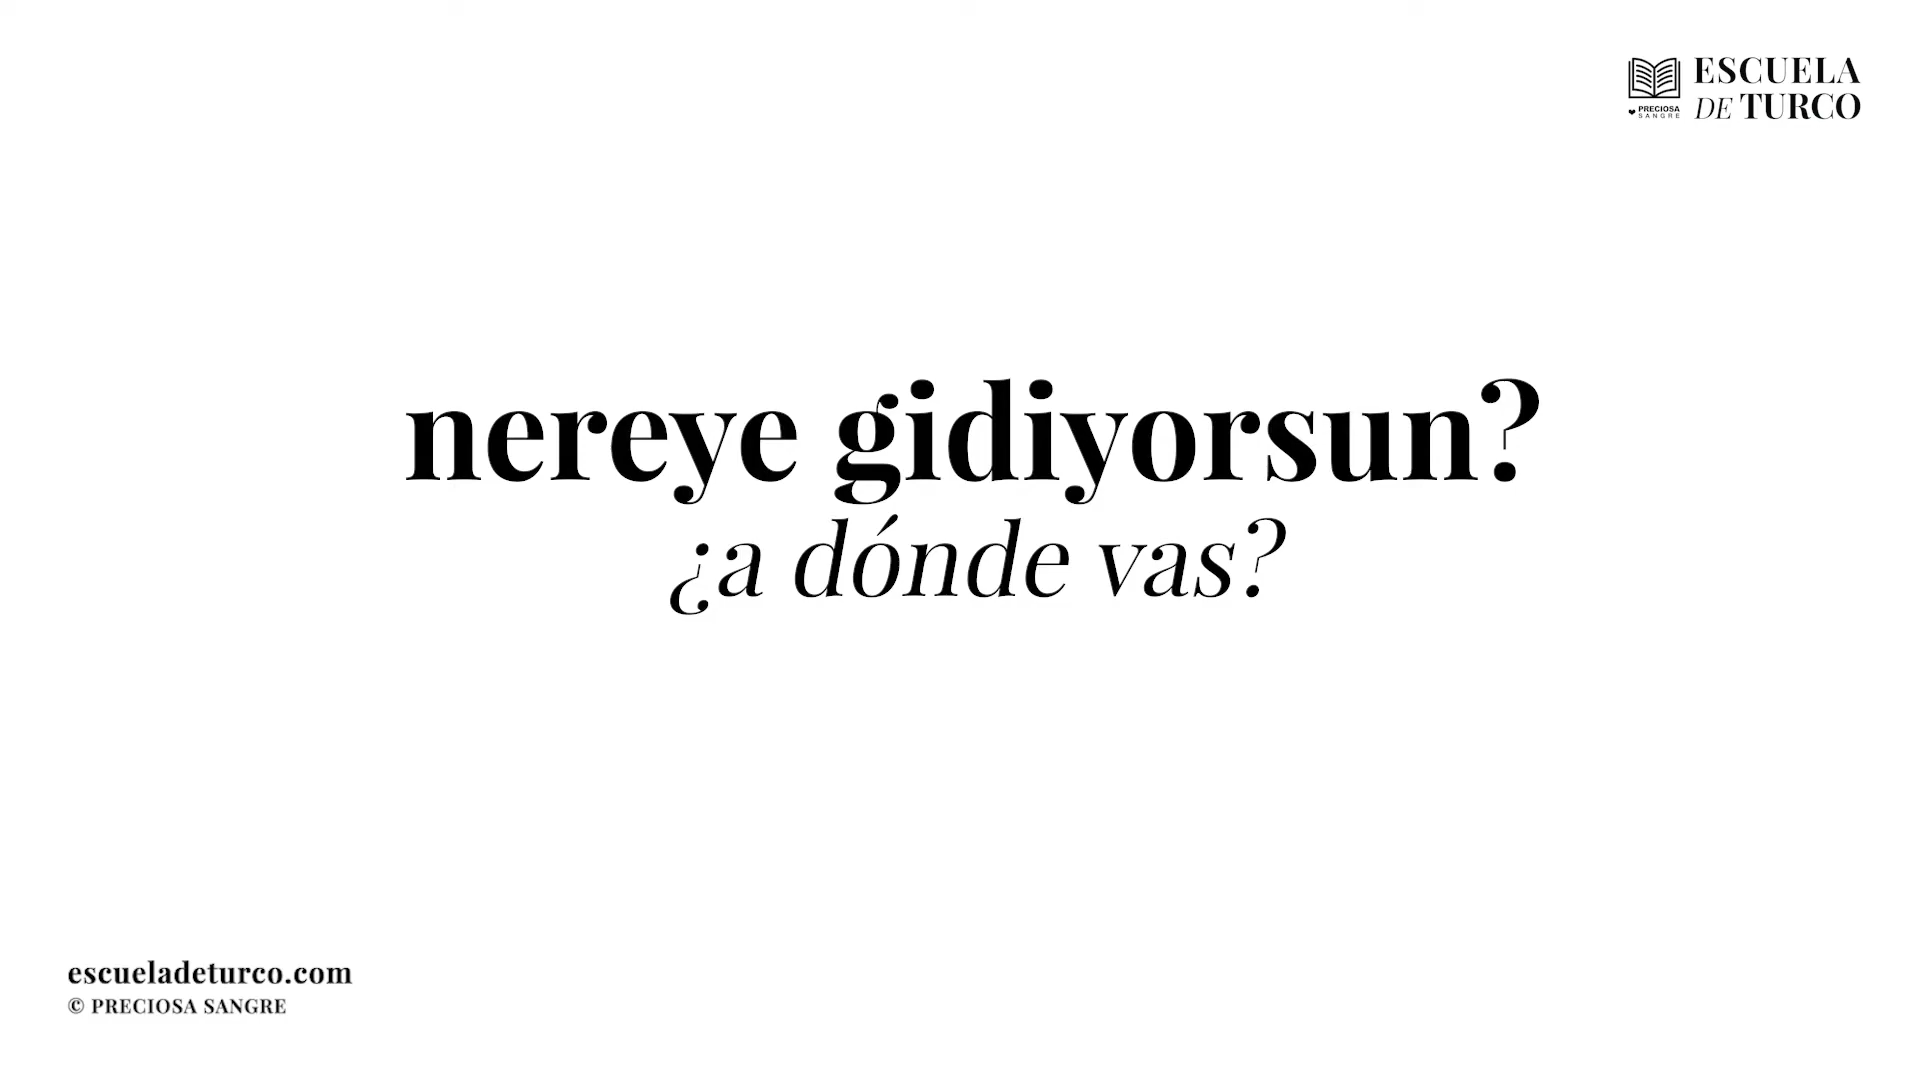 ESCUELA
DE TURCO
PRECIOSA
SANGRE
nereye gidiyorsun?
¿a dónde vas?
escueladeturco.com
© PRECIOSA SANGRE